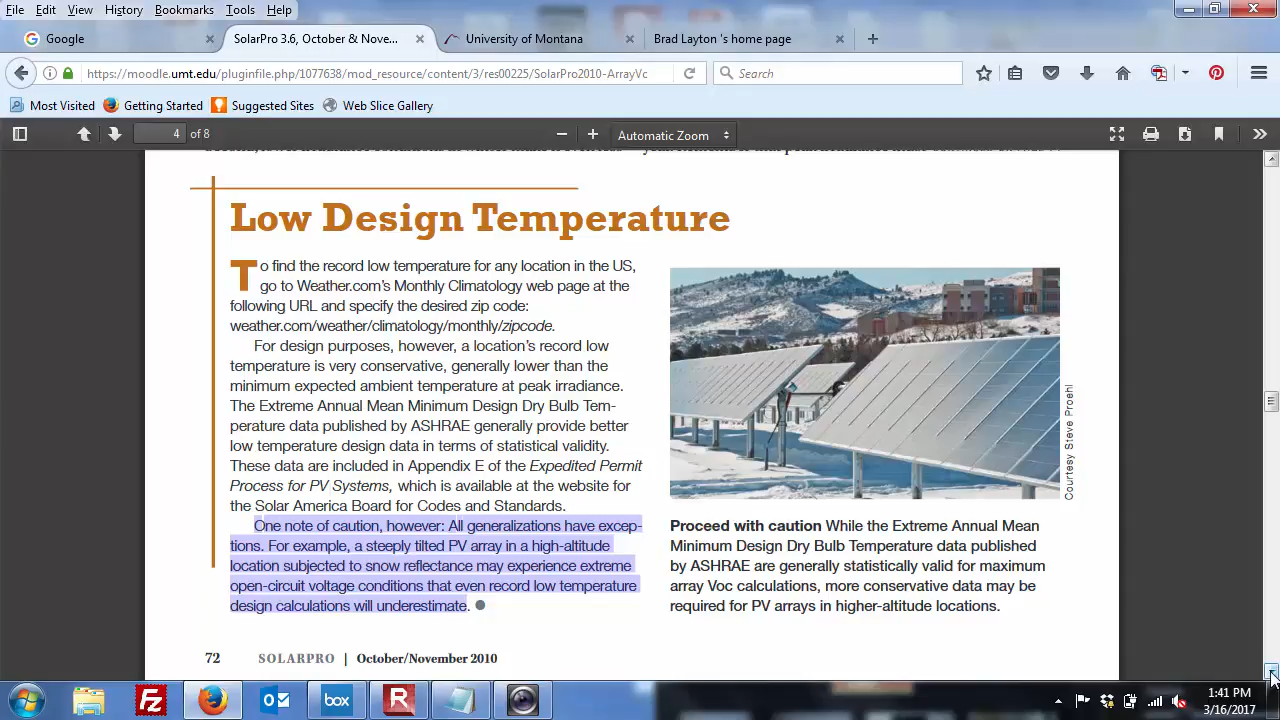 File Edit View History Bookmarks Tools Help
Google
SolarPro 3.6, October & Nove...
University of Montana
Brad Layton 's home page
https://moodle.umt.edu/pluginfile.php/1077638/mod_resource/content/3/res00225/SolarPro2010-ArrayVc
Search
Most Visited Getting Started Suggested Sites Web Slice Gallery
4 of 8
Automatic Zoom
Low Design Temperature
To find the record low temperature for any location in the US,
go to Weather.com's Monthly Climatology web page at the
following URL and specify the desired zip code:
weather.com/weather/climatology/monthly/zipcode.
For design purposes, however, a location's record low
temperature is very conservative, generally lower than the
minimum expected ambient temperature at peak irradiance.
The Extreme Annual Mean Minimum Design Dry Bulb Tem-
perature data published by ASHRAE generally provide better
low temperature design data in terms of statistical validity.
These data are included in Appendix E of the Expedited Permit
Process for PV Systems, which is available at the website for
the Solar America Board for Codes and Standards.
One note of caution, however: All generalizations have excep-
tions. For example, a steeply tilted PV array in a high-altitude
location subjected to snow reflectance may experience extreme
open-circuit voltage conditions that even record low temperature
design calculations will underestimate.
Courtesy Steve Proehl
Proceed with caution While the Extreme Annual Mean
Minimum Design Dry Bulb Temperature data published
by ASHRAE are generally statistically valid for maximum
array Voc calculations, more conservative data may be
required for PV arrays in higher-altitude locations.
72 SOLARPRO | October/November 2010
box
1:41 PM
3/16/2017